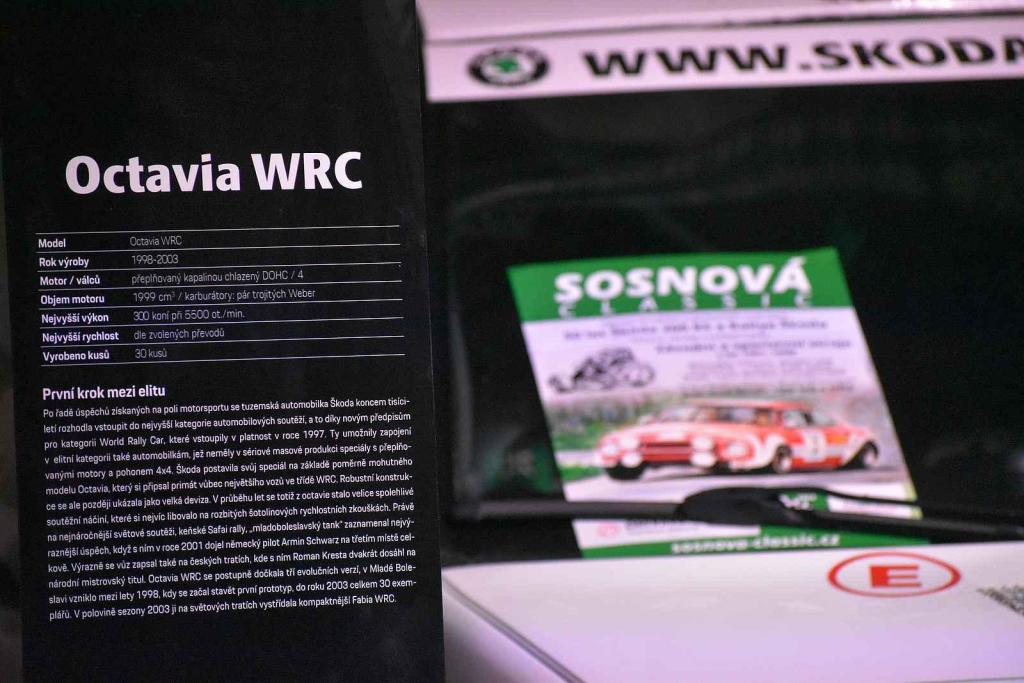 Octavia WRC
Model Octavia WRC
Rok výroby 1998-2003
Motor / válců přeplňovaný kapalinou chlazený DOHC / 4
Objem motoru 1999 cm³ / karburátory: pár trojitých Weber
Nejvyšší výkon 300 koní při 5500 ot./min.
Nejvyšší rychlost dle zvolených převodů
Vyrobeno kusů 30 kusů
První krok mezi elitu
Po řadě úspěchů získaných na poli motorsportu se tuzemská automobilka Škoda koncem tisíci-
letí rozhodla vstoupit do nejvyšší kategorie automobilových soutěží, a to díky novým předpisům
pro kategorii World Rally Car, které vstoupily v platnost v roce 1997. Ty umožnily zapojení
v elitní kategorii také automobilkám, jež neměly v sériové masové produkci speciály s přeplňo-
vanými motory a pohonem 4x4. Škoda postavila svůj speciál na základě poměrně mohutného
modelu Octavia, který si připsal primát vůbec největšího vozu ve třídě WRC. Robustní konstruk-
ce se ale později ukázala jako velká deviza. V průběhu let se totiž z octavie stalo velice spolehlivé
soutěžní náčiní, které si nejvíc libovalo na rozbitých šotolinových rychlostních zkouškách. Právě
na nejnáročnější světové soutěži, keňské Safai rally, „mladoboleslavský tank" zaznamenal nejvý-
raznější úspěch, když s ním v roce 2001 dojel německý pilot Armin Schwarz na třetím místě cel-
kově. Výrazně se vůz zapsal také na českých tratích, kde s ním Roman Kresta dvakrát dosáhl na
národní mistrovský titul. Octavia WRC se postupně dočkala tří evolučních verzí, v Mladé Bole-
slavi vzniklo mezi lety 1998, kdy se začal stavět první prototyp, do roku 2003 celkem 30 exem-
plářů. V polovině sezony 2003 ji na světových tratích vystřídala kompaktnější Fabia WRC.
WWW.SKODA
SOSNOVÁ
CLASSIC
sosnova-classic.cz
E